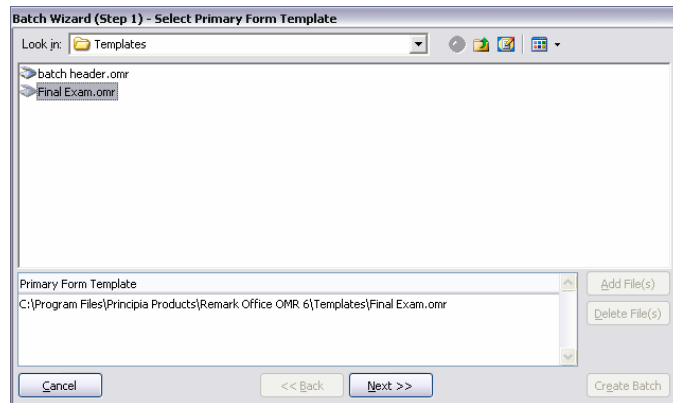 Batch Wizard (Step 1) - Select Primary Form Template
Look in: Templates
batch header.omr
Final Exam.omr
Primary Form Template
Add File(s)
C:\Program Files\Principia Products\Remark Office OMR 6\Templates\Final Exam.omr
Delete File(s)
Cancel << Back Next >> Create Batch